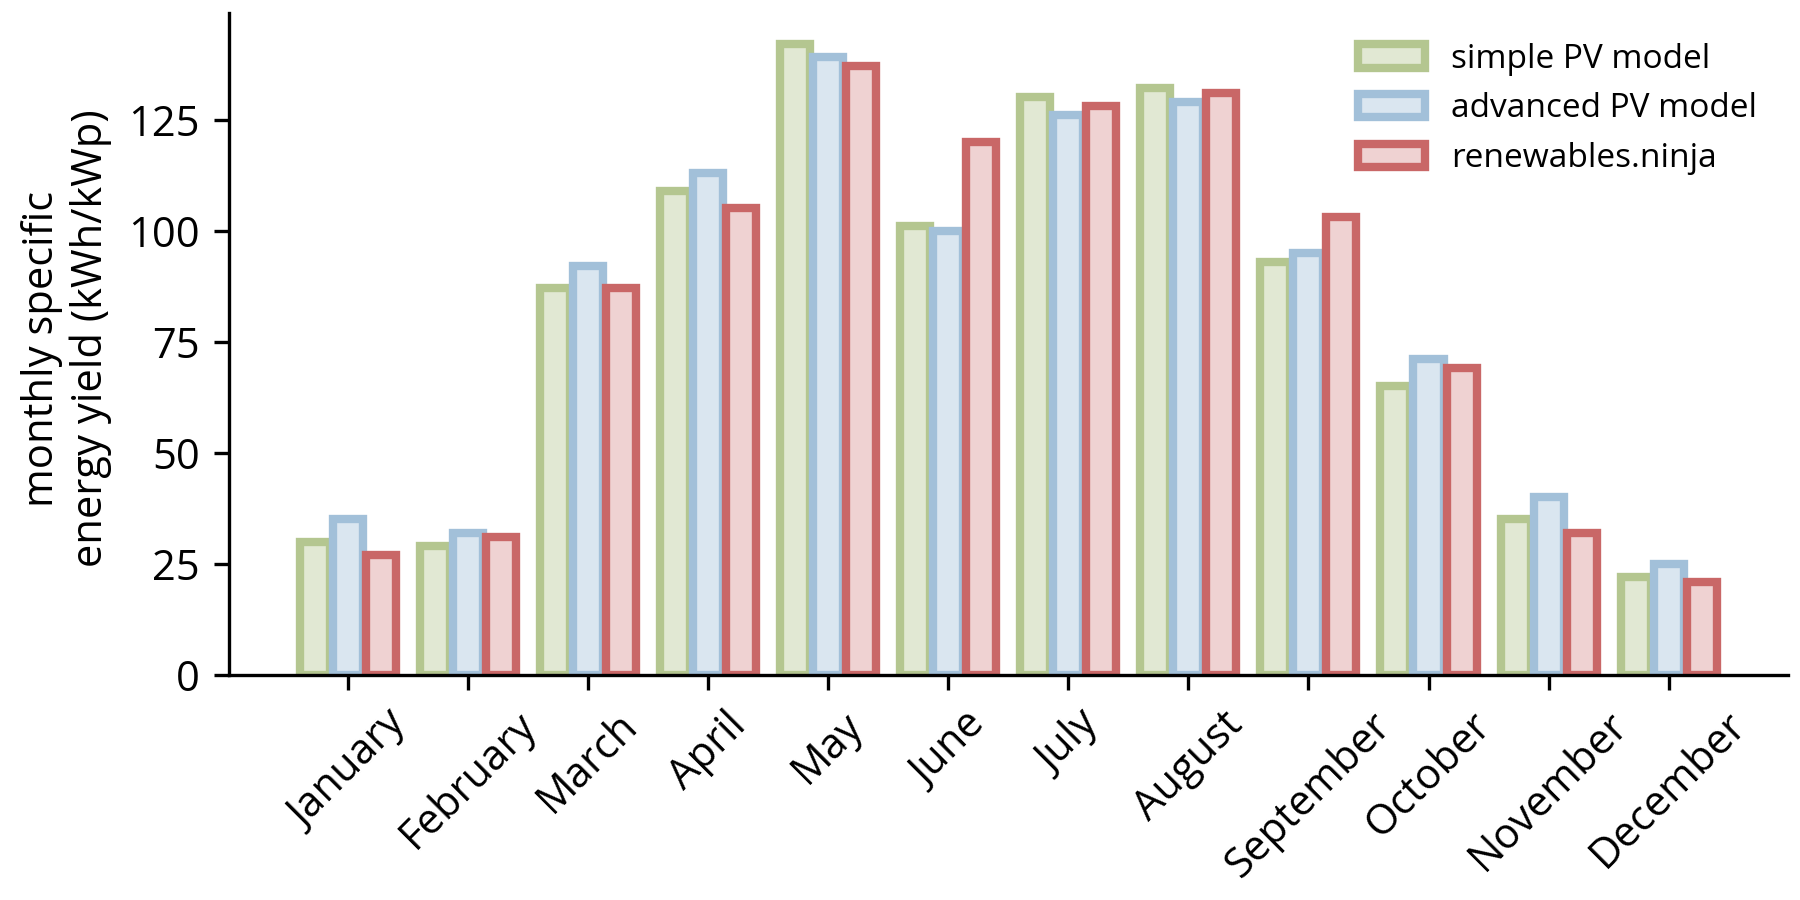 monthly specific
energy yield (kWh/kWp)
125
100
75
50
25
0
simple PV model
advanced PV model
renewables.ninja
January
February
March
April
May
June
July
August
September
October
November
December